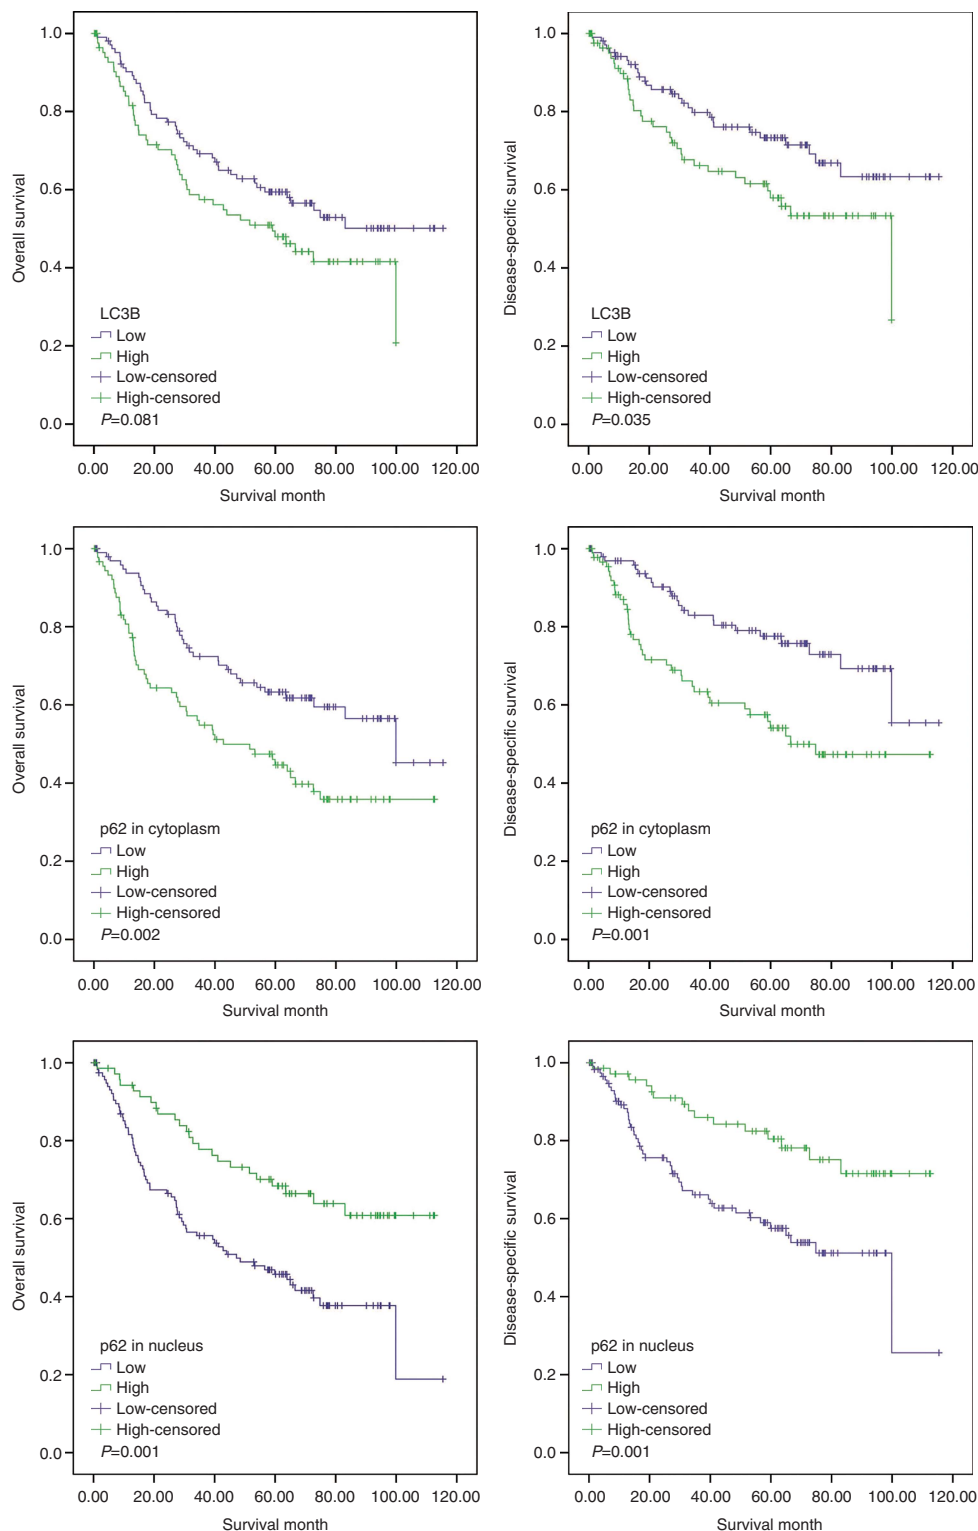 1.0
0.8
0.6
0.4
0.2
0.0
Overall survival
LC3B
Low
High
Low-censored
High-censored
P=0.081
0.00 20.00 40.00 60.00 80.00 100.00 120.00
Survival month
1.0
0.8
0.6
0.4
0.2
0.0
Disease-specific survival
LC3B
Low
High
Low-censored
High-censored
P=0.035
0.00 20.00 40.00 60.00 80.00 100.00 120.00
Survival month
1.0
0.8
0.6
0.4
0.2
0.0
Overall survival
p62 in cytoplasm
Low
High
Low-censored
High-censored
P=0.002
0.00 20.00 40.00 60.00 80.00 100.00 120.00
Survival month
1.0
0.8
0.6
0.4
0.2
0.0
Disease-specific survival
p62 in cytoplasm
Low
High
Low-censored
High-censored
P=0.001
0.00 20.00 40.00 60.00 80.00 100.00 120.00
Survival month
1.0
0.8
0.6
0.4
0.2
0.0
Overall survival
p62 in nucleus
Low
High
Low-censored
High-censored
P=0.001
0.00 20.00 40.00 60.00 80.00 100.00 120.00
Survival month
1.0
0.8
0.6
0.4
0.2
0.0
Disease-specific survival
p62 in nucleus
Low
High
Low-censored
High-censored
P=0.001
0.00 20.00 40.00 60.00 80.00 100.00 120.00
Survival month